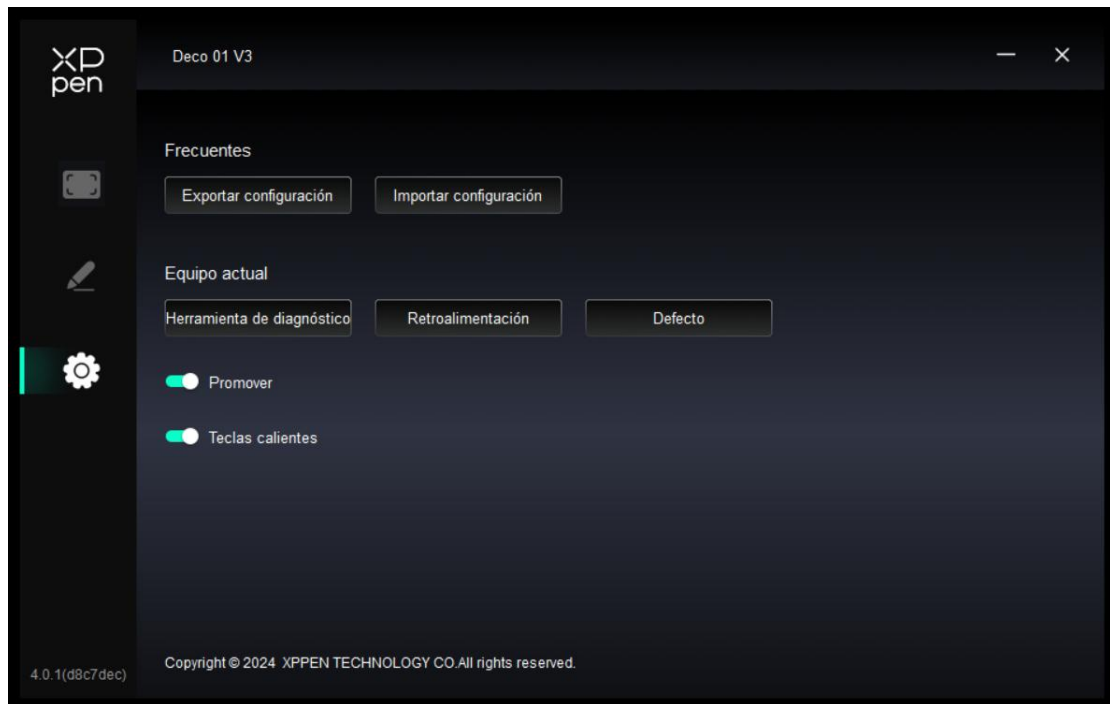 XP
pen
Deco 01 V3
Frecuentes
Exportar configuración Importar configuración
Equipo actual
Herramienta de diagnóstico Retroalimentación Defecto
Promover
Teclas calientes
Copyright © 2024 XPPEN TECHNOLOGY CO.All rights reserved.
4.0.1(d8c7dec)